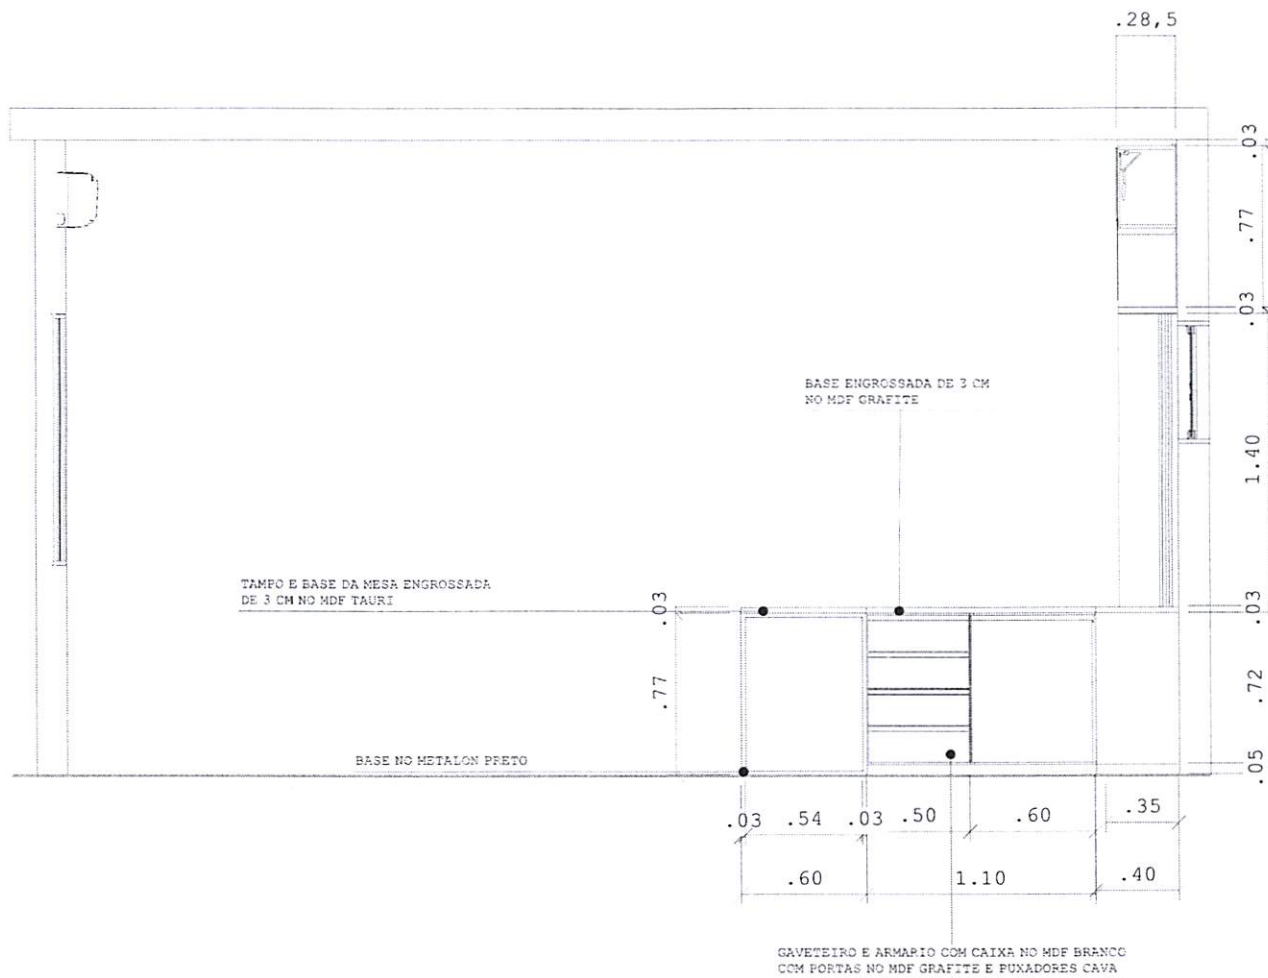 .28,5
.03
.77
.03
BASE ENGROSSADA DE 3 CM
NO MDF GRAFITE
1.40
TAMPO E BASE DA MESA ENGROSSADA
DE 3 CM NO MDF TAURI
.03
.03
.77
.72
BASE NO METALON PRETO
.05
.03 .54 .03 .50 .60 .35
.60 1.10 .40
GAVETEIRO E ARMARIO COM CAIXA NO MDF BRANCO
COM PORTAS NO MDF GRAFITE E PUXADORES CAVA